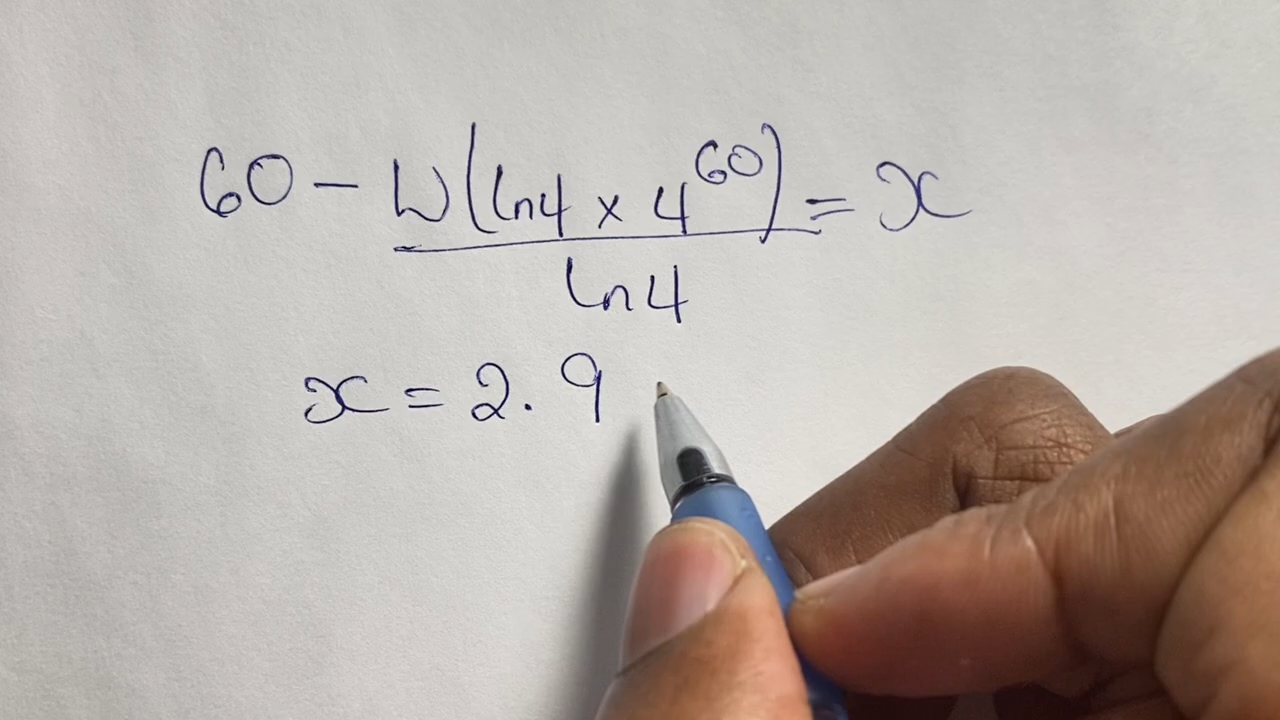 60 - W(ln4 × 4^60) = x
ln4
x = 2.9